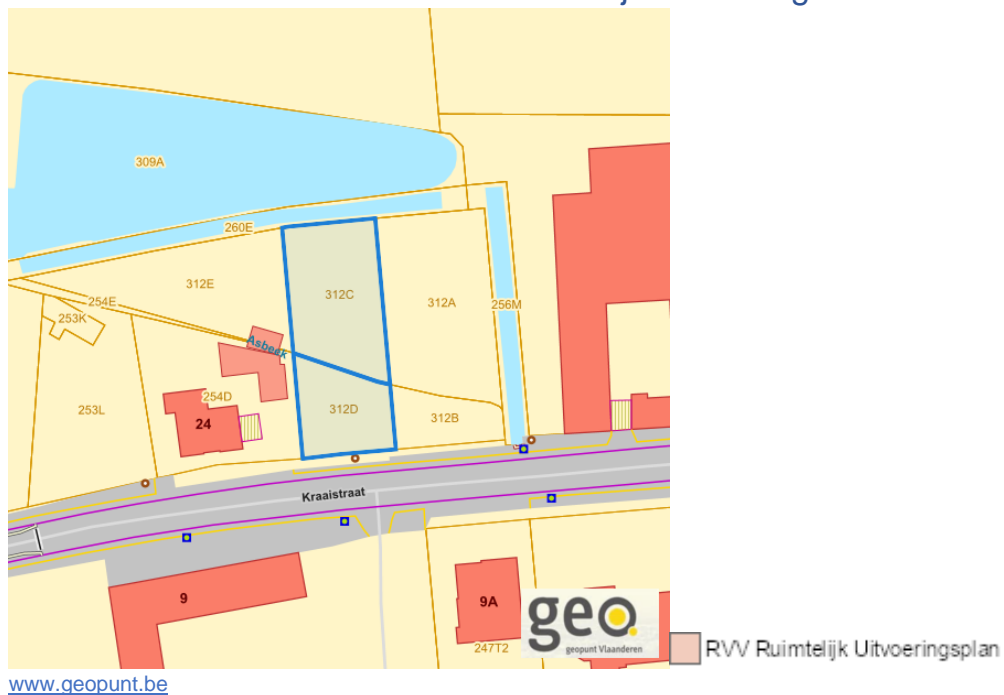 309A
260E
312E
312C
312A
256M
254E
253K
Asbeek
253L
254D
24
312D
312B
Kraaistraat
9
9A
247T2
geo.
geopunt Vlaanderen
RVV Ruimtelijk Uitvoeringsplan
www.geopunt.be